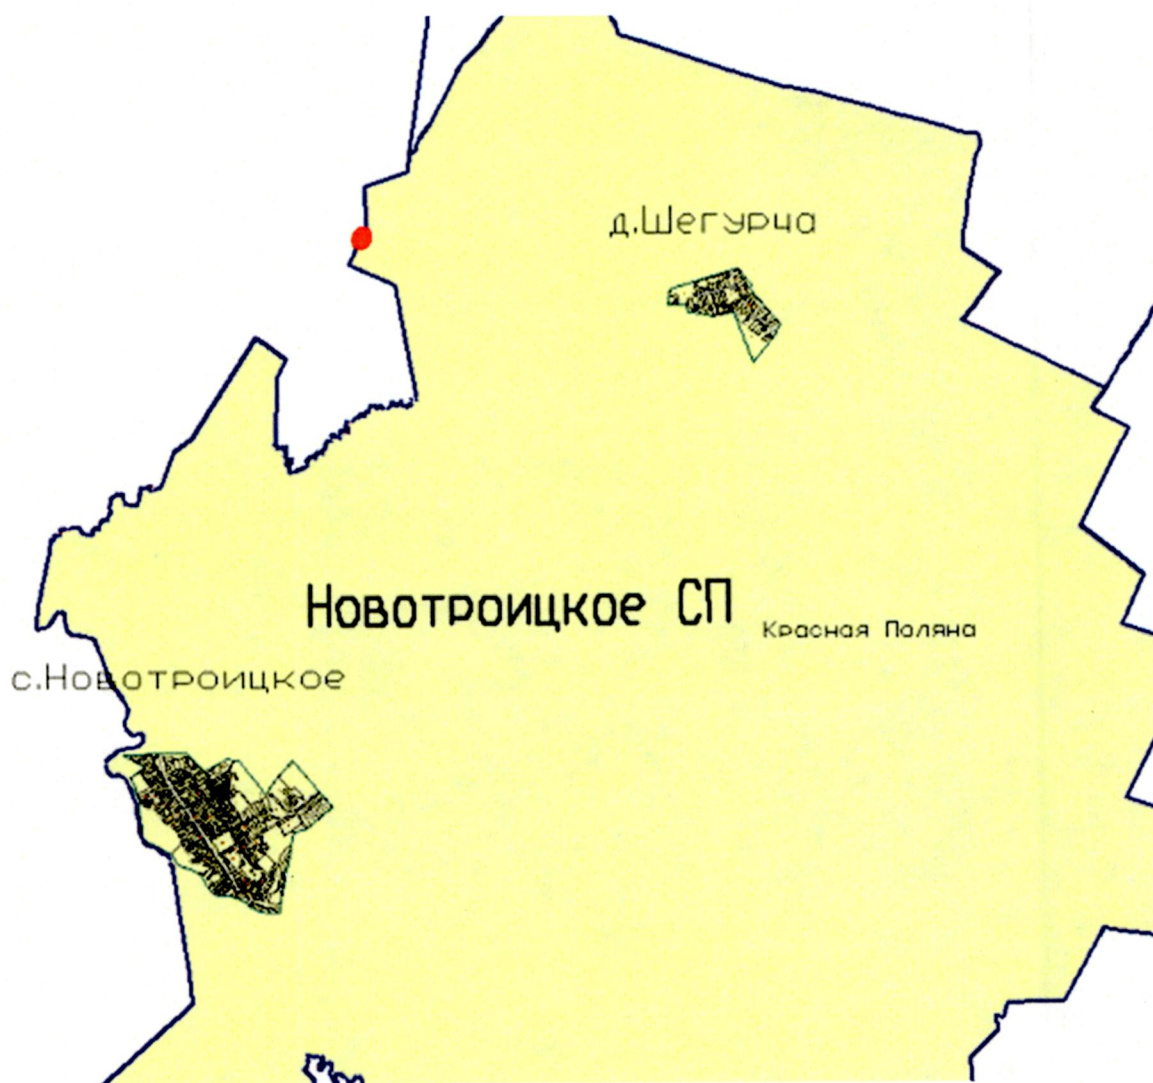 д.Шегурча
Новотроицкое СП
Красная Поляна
с.Новотроицкое